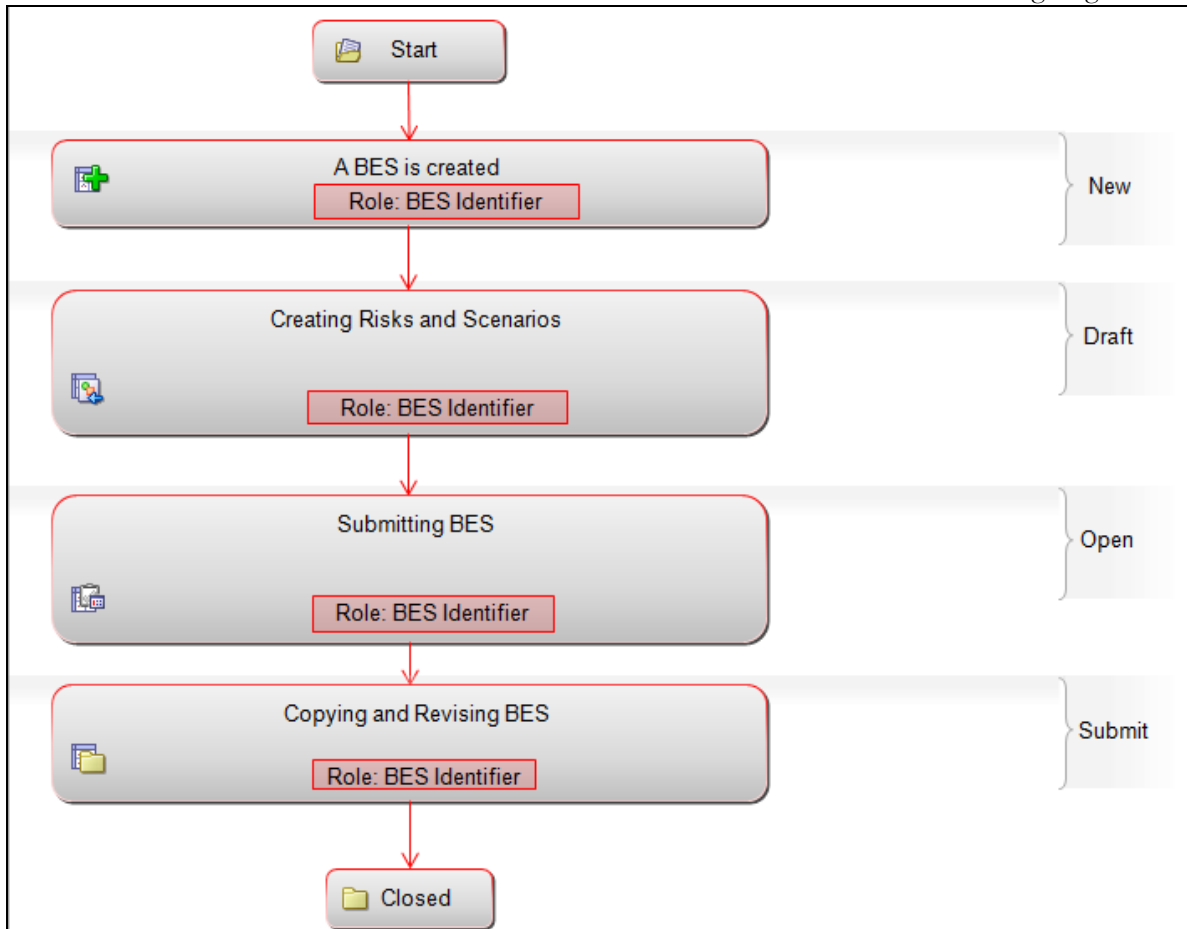 Start
A BES is created
Role: BES Identifier
New
Creating Risks and Scenarios
Draft
Role: BES Identifier
Submitting BES
Open
Role: BES Identifier
Copying and Revising BES
Submit
Role: BES Identifier
Closed